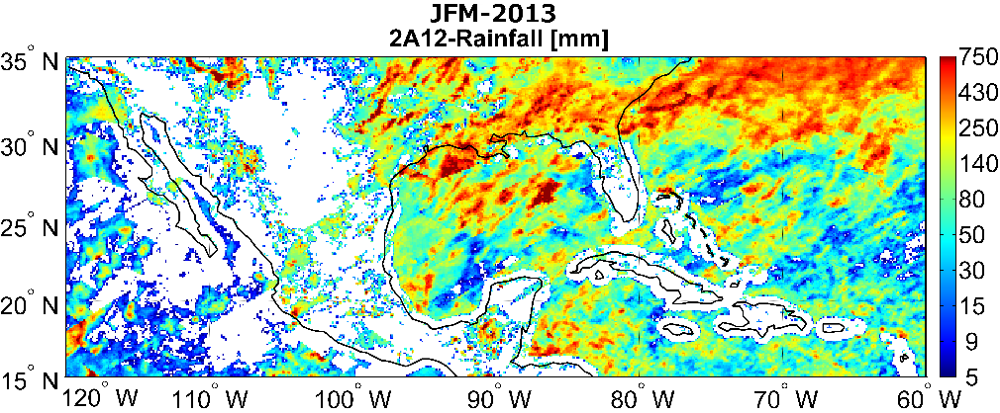 JFM-2013
2A12-Rainfall [mm]
35° N
30° N
25° N
20° N
15° N
120° W
110° W
100° W
90° W
80° W
70° W
60° W
750
430
250
140
80
50
30
15
9
5